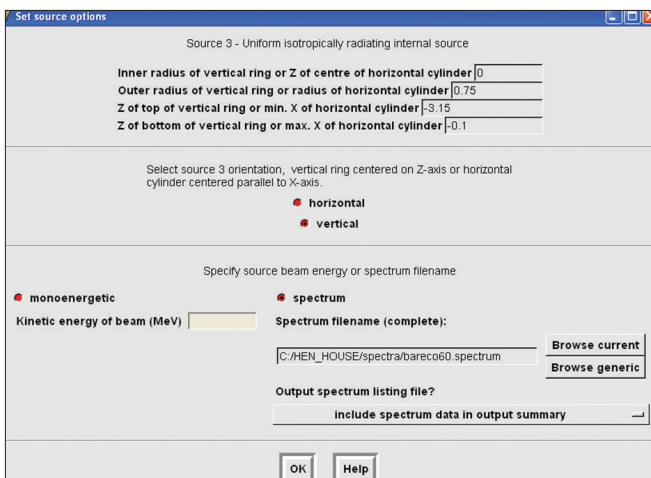 Set source options
Source 3 - Uniform isotropically radiating internal source
Inner radius of vertical ring or Z of centre of horizontal cylinder 0
Outer radius of vertical ring or radius of horizontal cylinder 0.75
Z of top of vertical ring or min. X of horizontal cylinder -3.15
Z of bottom of vertical ring or max. X of horizontal cylinder -0.1
Select source 3 orientation, vertical ring centered on Z-axis or horizontal
cylinder centered parallel to X-axis.
horizontal
vertical
Specify source beam energy or spectrum filename
monoenergetic
spectrum
Kinetic energy of beam (MeV)
Spectrum filename (complete):
C:/HEN_HOUSE/spectra/bareco60.spectrum
Browse current
Browse generic
Output spectrum listing file?
include spectrum data in output summary
OK
Help